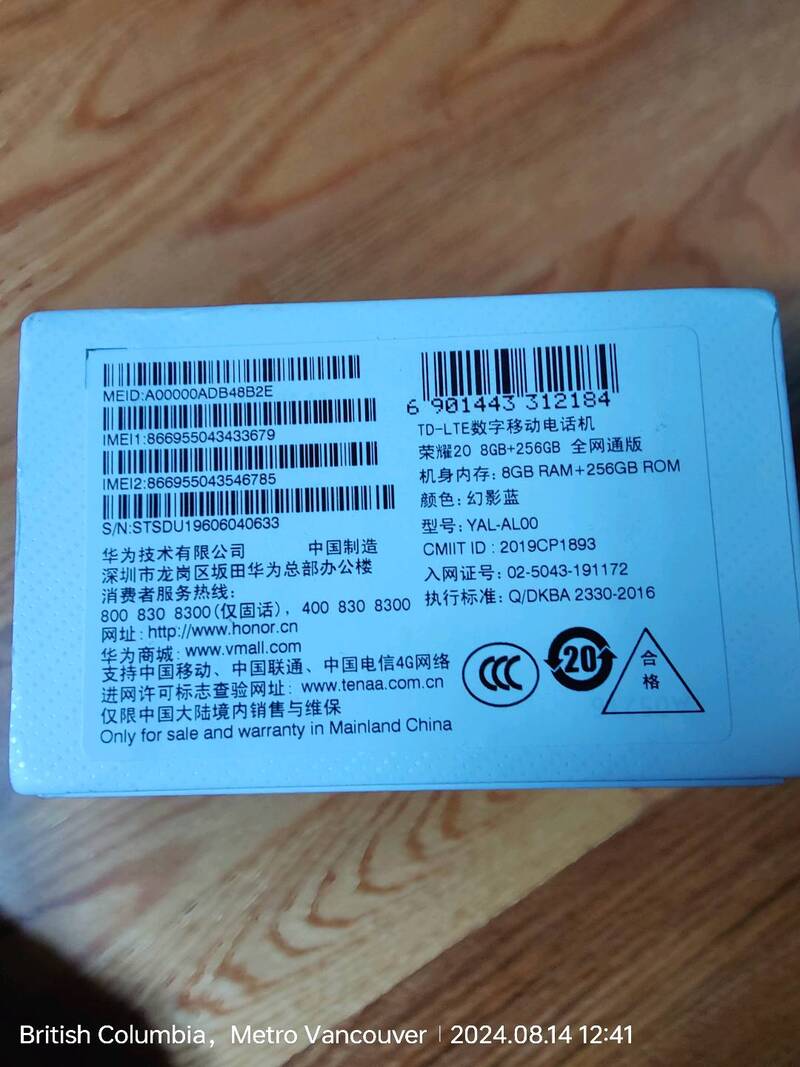 MEID:A00000ADB48B2E
IMEI1:866955043433679
IMEI2:866955043546785
S/N:STSDU19606040633
华为技术有限公司 中国制造
深圳市龙岗区坂田华为总部办公楼
消费者服务热线:
800 830 8300(仅固话), 400 830 8300
网址: http://www.honor.cn
华为商城: www.vmall.com
支持中国移动、中国联通、中国电信4G网络
进网许可标志查验网址: www.tenaa.com.cn
仅限中国大陆境内销售与维保
Only for sale and warranty in Mainland China
6 901443 312184
TD-LTE数字移动电话机
荣耀20 8GB+256GB 全网通版
机身内存: 8GB RAM+256GB ROM
颜色: 幻影蓝
型号: YAL-AL00
CMIIT ID : 2019CP1893
入网证号: 02-5043-191172
执行标准: Q/DKBA 2330-2016
CCC
20
合
格
British Columbia, Metro Vancouver | 2024.08.14 12:41